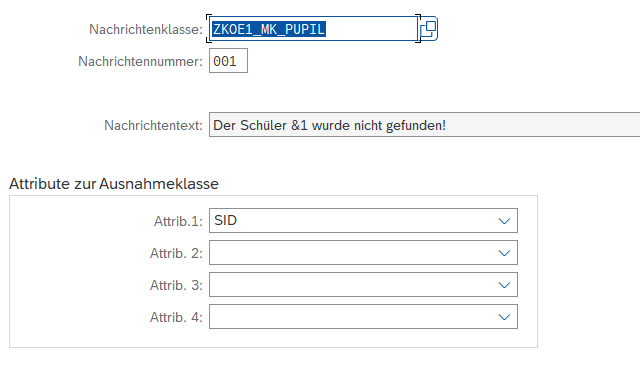 Nachrichtenklasse: ZKOE1_MK_PUPIL
Nachrichtennummer: 001
Nachrichtentext: Der Schüler &1 wurde nicht gefunden!
Attribute zur Ausnahmeklasse
Attrib.1: SID
Attrib. 2:
Attrib. 3:
Attrib. 4: